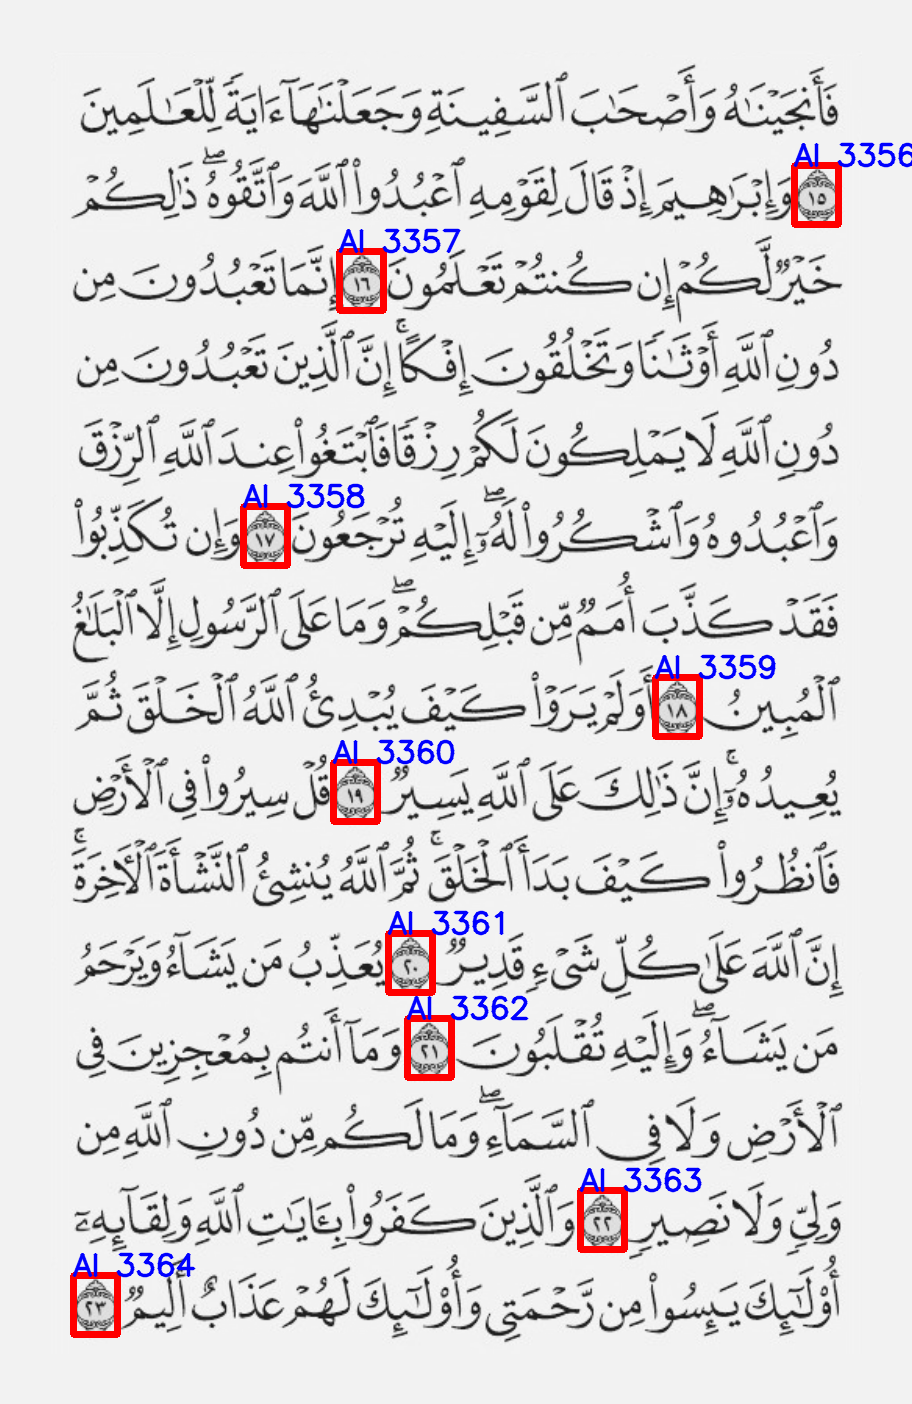 فَأَنجَيْنَـٰهُ وَأَصْحَـٰبَ ٱلسَّفِينَةِ وَجَعَلْنَـٰهَآ ءَايَةً لِّلْعَـٰلَمِينَ
AI 3356
١٥ وَإِبْرَٰهِيمَ إِذْ قَالَ لِقَوْمِهِ ٱعْبُدُوا۟ ٱللَّهَ وَٱتَّقُوهُ ۖ ذَٰلِكُمْ
AI 3357
خَيْرٌ لَّكُمْ إِن كُنتُمْ تَعْلَمُونَ ١٦ إِنَّمَا تَعْبُدُونَ مِن
دُونِ ٱللَّهِ أَوْثَـٰنًا وَتَخْلُقُونَ إِفْكًا ۚ إِنَّ ٱلَّذِينَ تَعْبُدُونَ مِن
دُونِ ٱللَّهِ لَا يَمْلِكُونَ لَكُمْ رِزْقًا فَٱبْتَغُوا۟ عِندَ ٱللَّهِ ٱلرِّزْقَ
AI 3358
وَٱعْبُدُوهُ وَٱشْكُرُوا۟ لَهُۥٓ ۖ إِلَيْهِ تُرْجَعُونَ ١٧ وَإِن تُكَذِّبُوا۟
فَقَدْ كَذَّبَ أُمَمٌ مِّن قَبْلِكُمْ ۖ وَمَا عَلَى ٱلرَّسُولِ إِلَّا ٱلْبَلَـٰغُ
AI 3359
ٱلْمُبِينُ ١٨ أَوَلَمْ يَرَوْا۟ كَيْفَ يُبْدِئُ ٱللَّهُ ٱلْخَلْقَ ثُمَّ
AI 3360
يُعِيدُهُۥٓ ۚ إِنَّ ذَٰلِكَ عَلَى ٱللَّهِ يَسِيرٌ ١٩ قُلْ سِيرُوا۟ فِى ٱلْأَرْضِ
فَٱنظُرُوا۟ كَيْفَ بَدَأَ ٱلْخَلْقَ ۚ ثُمَّ ٱللَّهُ يُنشِئُ ٱلنَّشْأَةَ ٱلْـَٔاخِرَةَ ۚ
AI 3361
إِنَّ ٱللَّهَ عَلَىٰ كُلِّ شَىْءٍ قَدِيرٌ ٢٠ يُعَذِّبُ مَن يَشَآءُ وَيَرْحَمُ
AI 3362
مَن يَشَآءُ ۖ وَإِلَيْهِ تُقْلَبُونَ ٢١ وَمَآ أَنتُم بِمُعْجِزِينَ فِى
ٱلْأَرْضِ وَلَا فِى ٱلسَّمَآءِ ۖ وَمَا لَكُم مِّن دُونِ ٱللَّهِ مِن
AI 3363
وَلِىٍّ وَلَا نَصِيرٍ ٢٢ وَٱلَّذِينَ كَفَرُوا۟ بِـَٔايَـٰتِ ٱللَّهِ وَلِقَآئِهِۦٓ
AI 3364
أُو۟لَـٰٓئِكَ يَئِسُوا۟ مِن رَّحْمَتِى وَأُو۟لَـٰٓئِكَ لَهُمْ عَذَابٌ أَلِيمٌ ٢٣